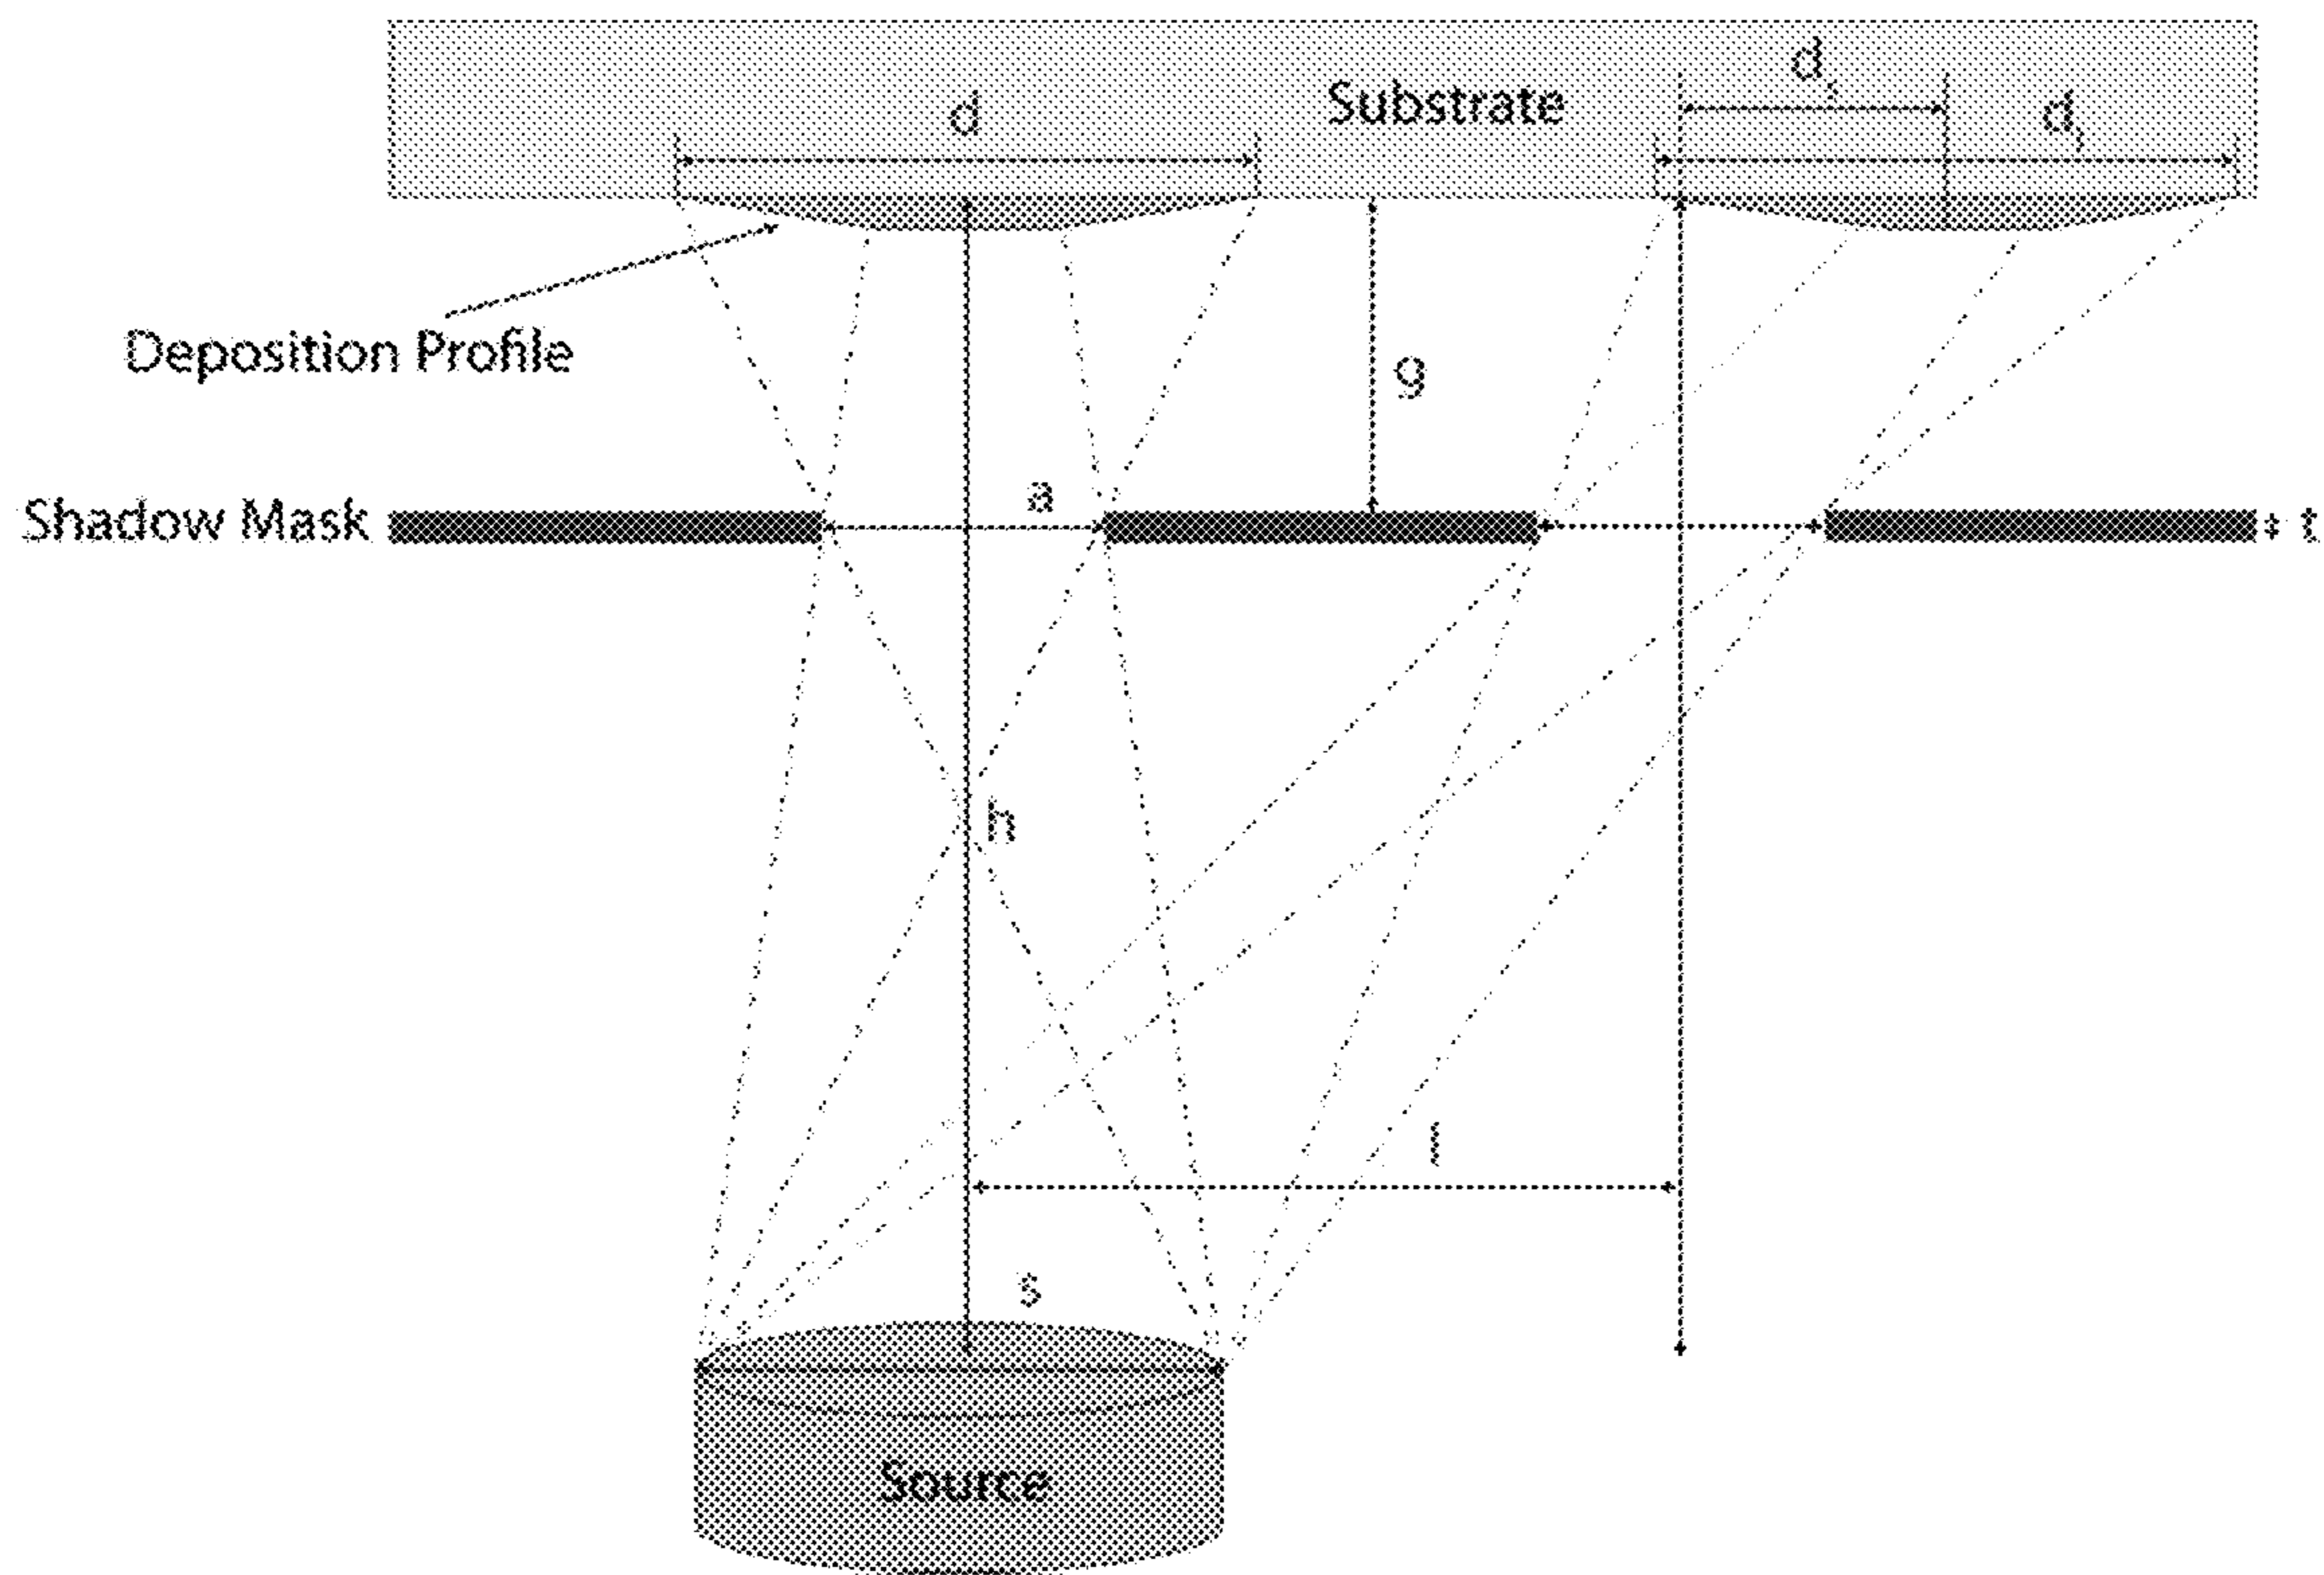 d
Substrate
d
d
Deposition Profile
g
a
Shadow Mask
t
h
l
s
Source